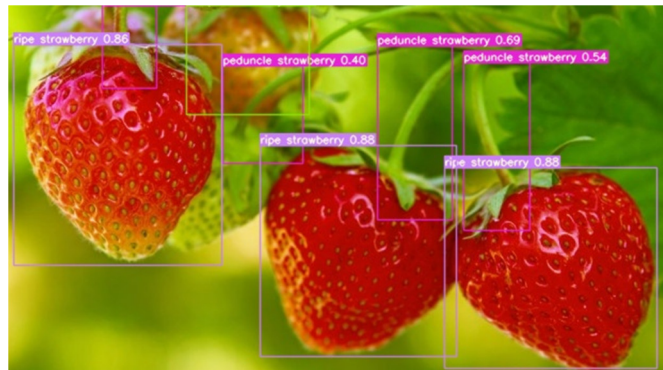 ripe strawberry 0.86
peduncle strawberry 0.40
peduncle strawberry 0.69
peduncle strawberry 0.54
ripe strawberry 0.88
ripe strawberry 0.88